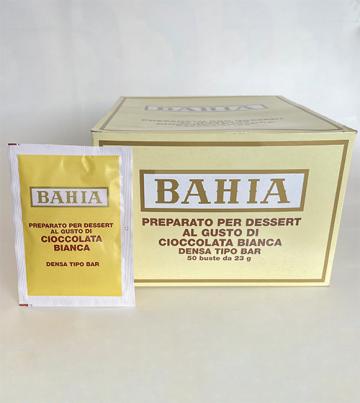 BAHIA
BAHIA
PREPARATO PER DESSERT
AL GUSTO DI
CIOCCOLATA BIANCA
DENSA TIPO BAR
50 buste da 23 g
BAHIA
PREPARATO PER DESSERT
AL GUSTO DI
CIOCCOLATA
BIANCA
DENSA TIPO BAR